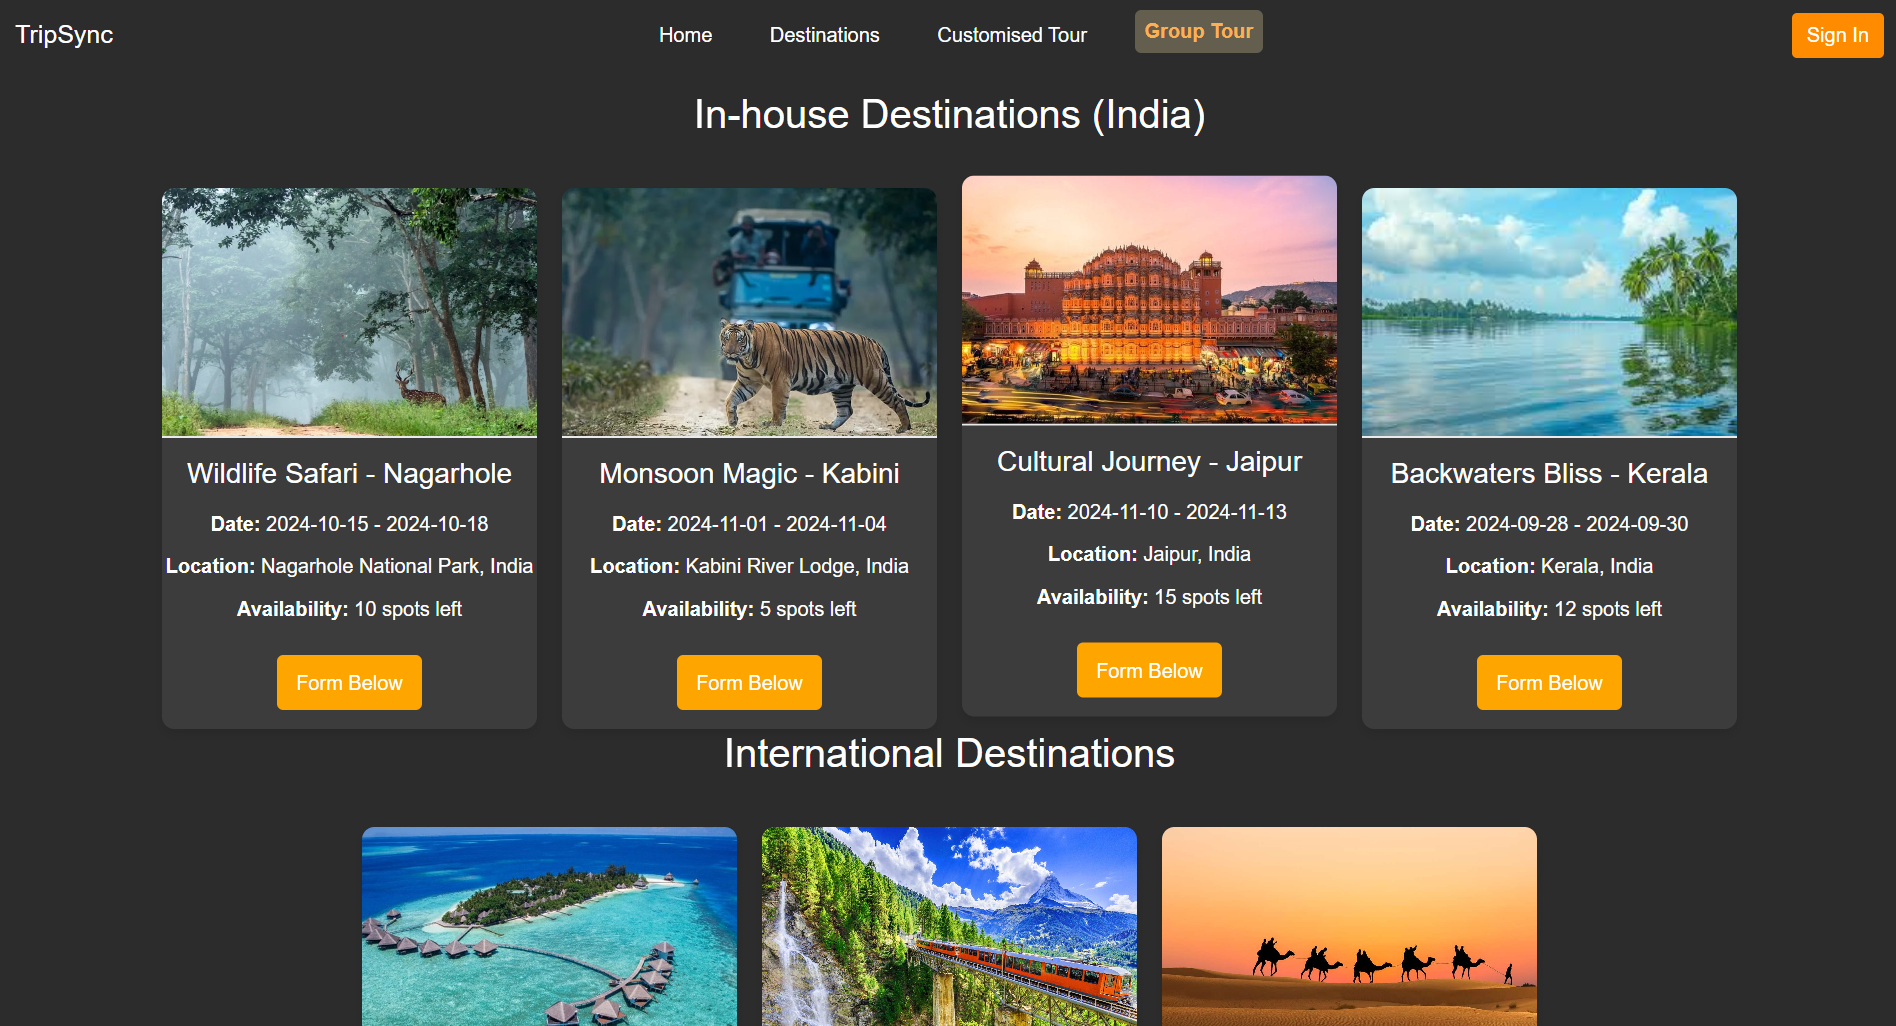 TripSync
Home
Destinations
Customised Tour
Group Tour
Sign In
In-house Destinations (India)
Wildlife Safari - Nagarhole
Date: 2024-10-15 - 2024-10-18
Location: Nagarhole National Park, India
Availability: 10 spots left
Form Below
Monsoon Magic - Kabini
Date: 2024-11-01 - 2024-11-04
Location: Kabini River Lodge, India
Availability: 5 spots left
Form Below
Cultural Journey - Jaipur
Date: 2024-11-10 - 2024-11-13
Location: Jaipur, India
Availability: 15 spots left
Form Below
Backwaters Bliss - Kerala
Date: 2024-09-28 - 2024-09-30
Location: Kerala, India
Availability: 12 spots left
Form Below
International Destinations